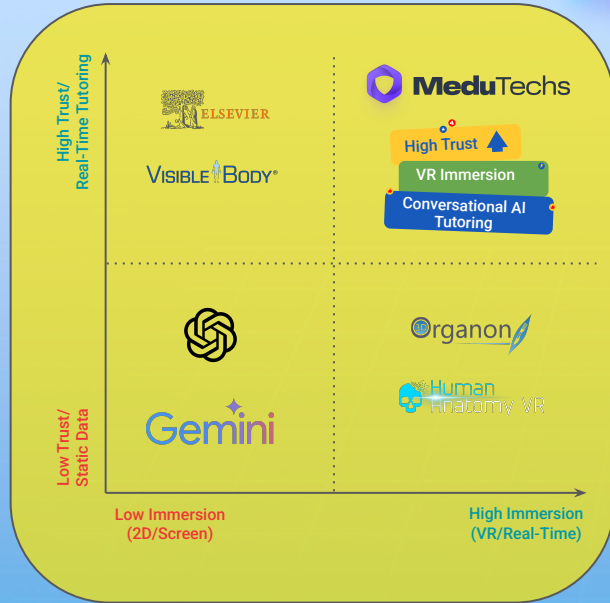 High Trust/
Real-Time Tutoring
ELSEVIER
VISIBLE BODY®
MeduTechs
High Trust
VR Immersion
Conversational AI
Tutoring
3D
Organon
Human
Anatomy VR
Gemini
Low Trust/
Static Data
Low Immersion
(2D/Screen)
High Immersion
(VR/Real-Time)